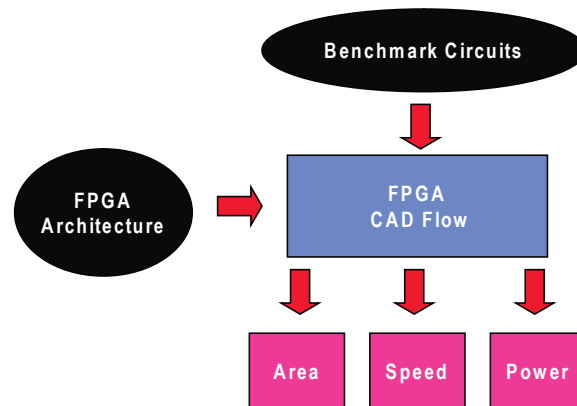 Benchmark Circuits
FPGA
Architecture
FPGA
CAD Flow
Area
Speed
Power